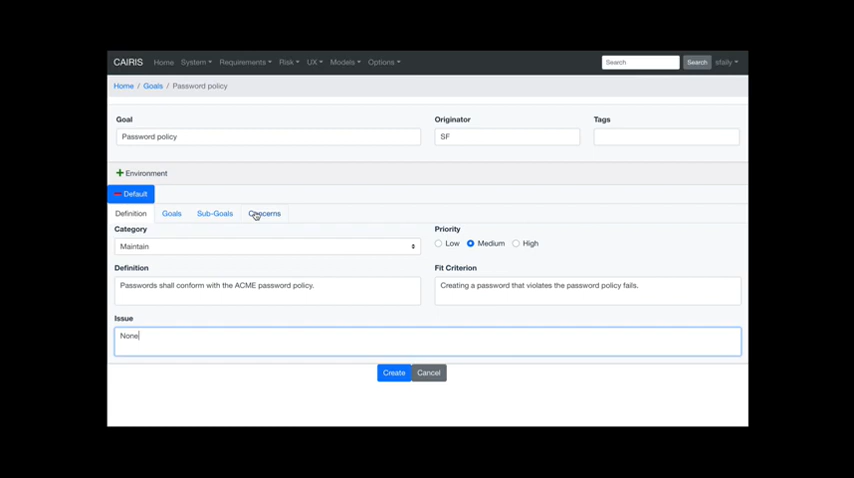 CAIRIS Home System Requirements Risk UX Models Options Search Search sfaily
Home / Goals / Password policy
Goal Originator Tags
Password policy SF
Environment
Default
Definition Goals Sub-Goals Concerns
Category Priority
Maintain Low Medium High
Definition Fit Criterion
Passwords shall conform with the ACME password policy. Creating a password that violates the password policy fails.
Issue
None
Create Cancel